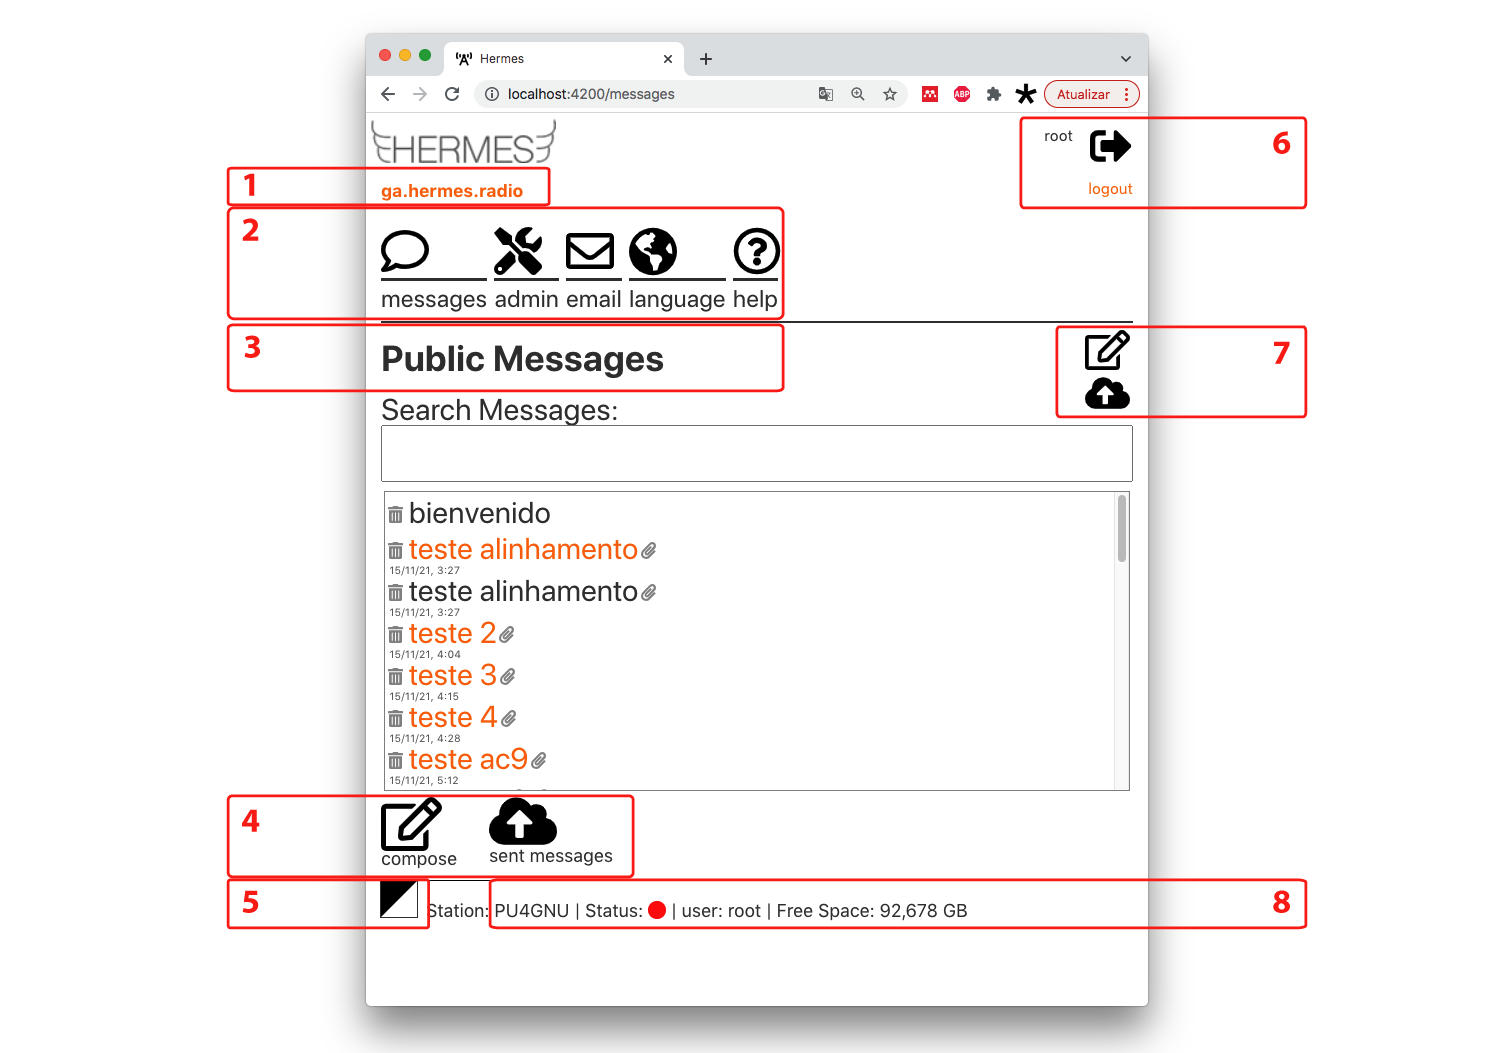 Hermes
localhost:4200/messages
ABP
Atualizar
HERMES
root
6
1
ga.hermes.radio
logout
2
messages admin email language help
3
Public Messages
7
Search Messages:
bienvenido
teste alinhamento
15/11/21, 3:27
teste alinhamento
15/11/21, 3:27
teste 2
15/11/21, 4:04
teste 3
15/11/21, 4:15
teste 4
15/11/21, 4:28
teste ac9
15/11/21, 5:12
4
compose
sent messages
5
Station: PU4GNU | Status: | user: root | Free Space: 92,678 GB
8